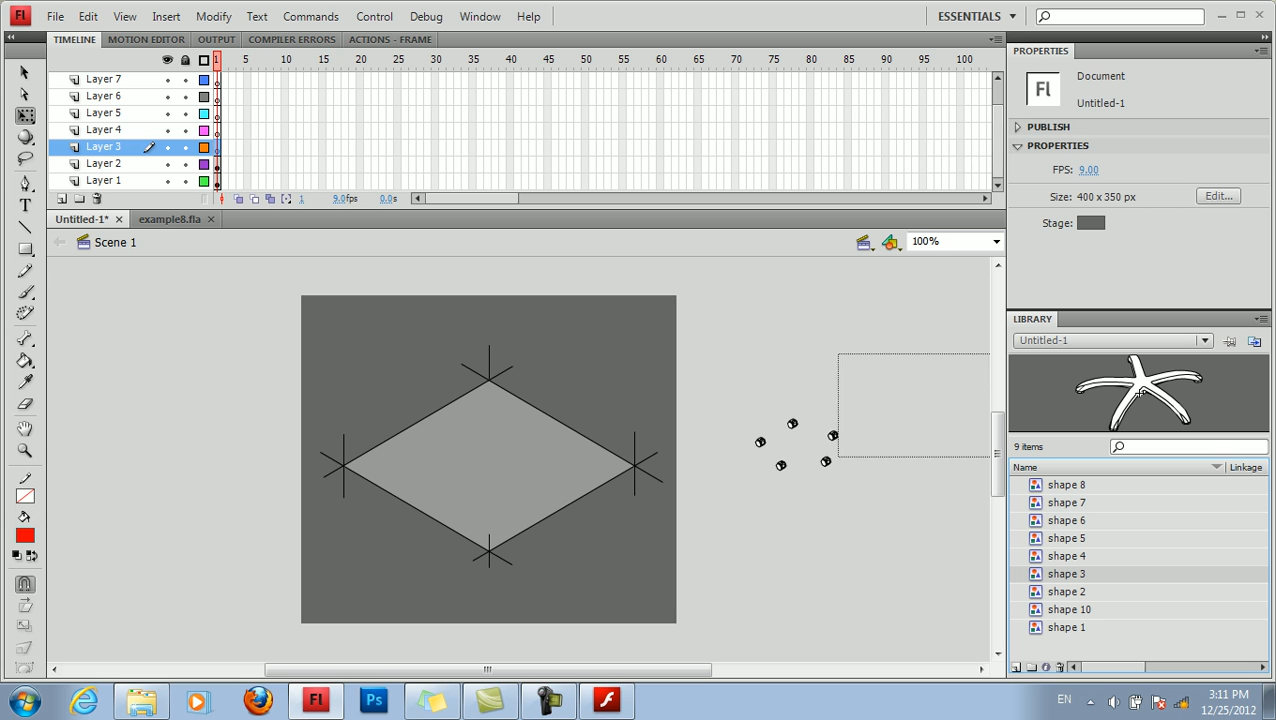 Fl File Edit View Insert Modify Text Commands Control Debug Window Help ESSENTIALS
TIMELINE MOTION EDITOR OUTPUT COMPILER ERRORS ACTIONS - FRAME
1 5 10 15 20 25 30 35 40 45 50 55 60 65 70 75 80 85 90 95 100
Layer 7
Layer 6
Layer 5
Layer 4
Layer 3
Layer 2
Layer 1
1 9.0fps 0.0s
Untitled-1* × example8.fla ×
Scene 1 100%
PROPERTIES
Fl Document
Untitled-1
PUBLISH
PROPERTIES
FPS: 9.00
Size: 400 x 350 px Edit...
Stage:
LIBRARY
Untitled-1
9 items
Name Linkage
shape 8
shape 7
shape 6
shape 5
shape 4
shape 3
shape 2
shape 10
shape 1
T
Fl Ps EN 3:11 PM
12/25/2012